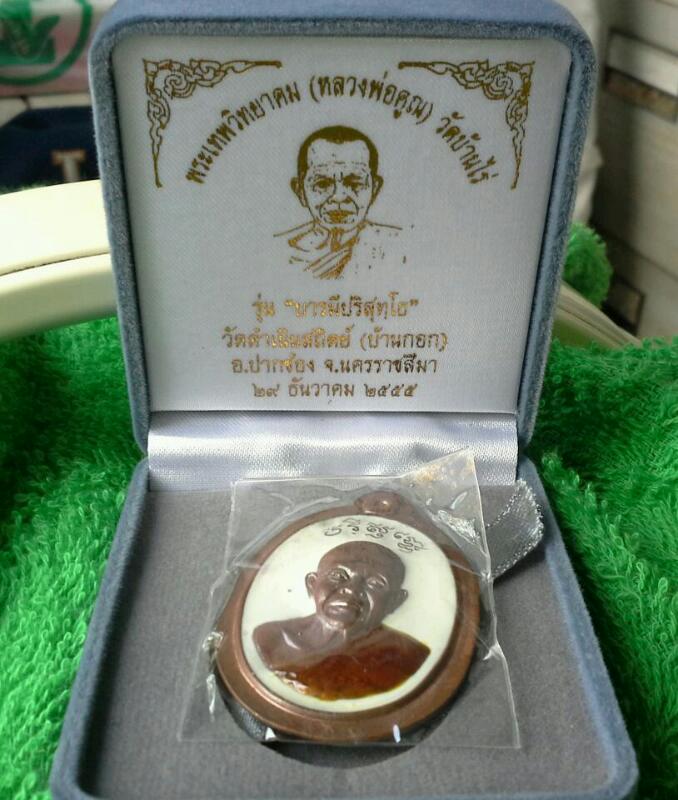 พระเทพวิทยาคม (หลวงพ่อคูณ) วัดบ้านไร่
รุ่น "บารมีปริสุทฺโธ"
วัดสำเนินสถิตย์ (บ้านกอก)
อ.ปากช่อง จ.นครราชสีมา
๒๙ ธันวาคม ๒๕๕๕